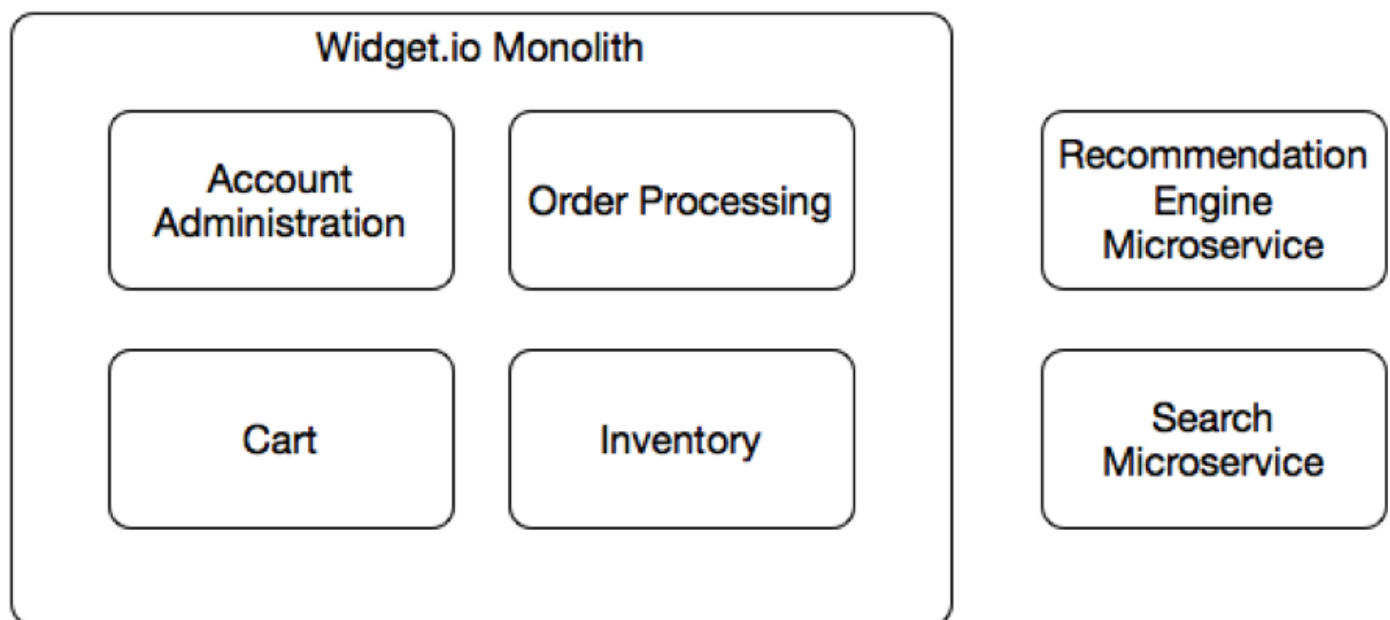 Widget.io Monolith
Account
Administration
Order Processing
Recommendation
Engine
Microservice
Cart
Inventory
Search
Microservice